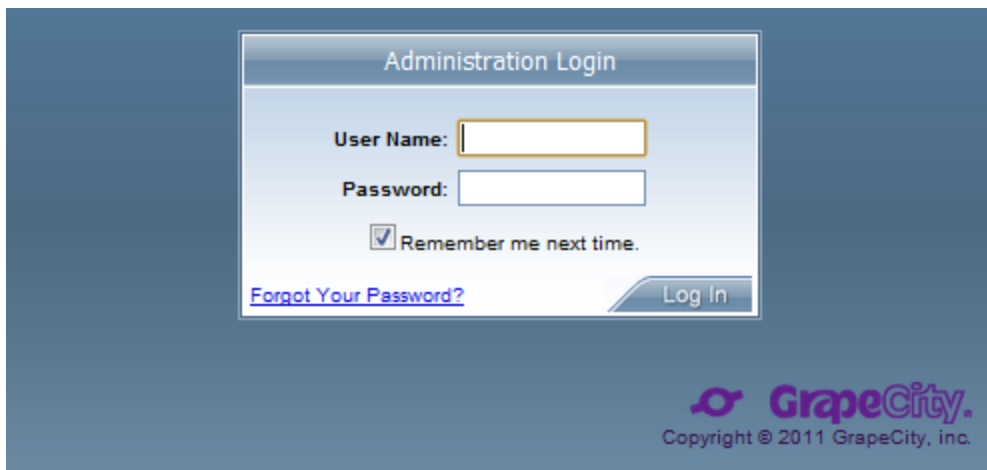 Administration Login
User Name:
Password:
Remember me next time.
Forgot Your Password?
Log In
GrapeCity.
Copyright © 2011 GrapeCity, inc.